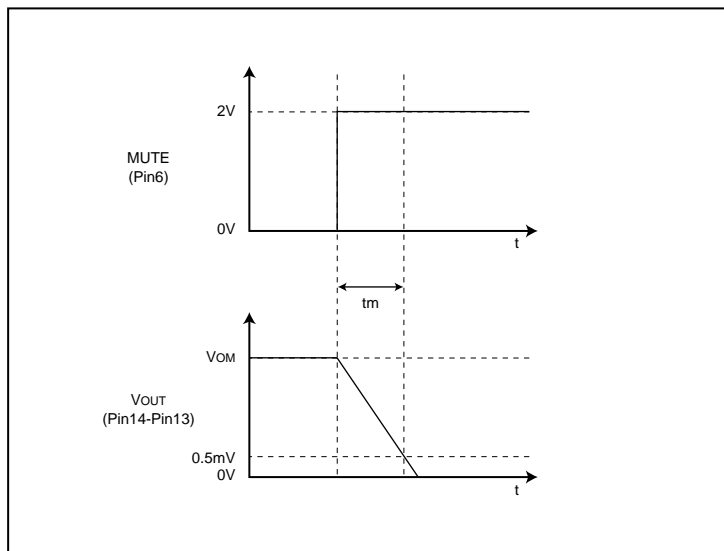 2V
MUTE
(Pin6)
0V
t
tm
VOM
VOUT
(Pin14-Pin13)
0.5mV
0V
t